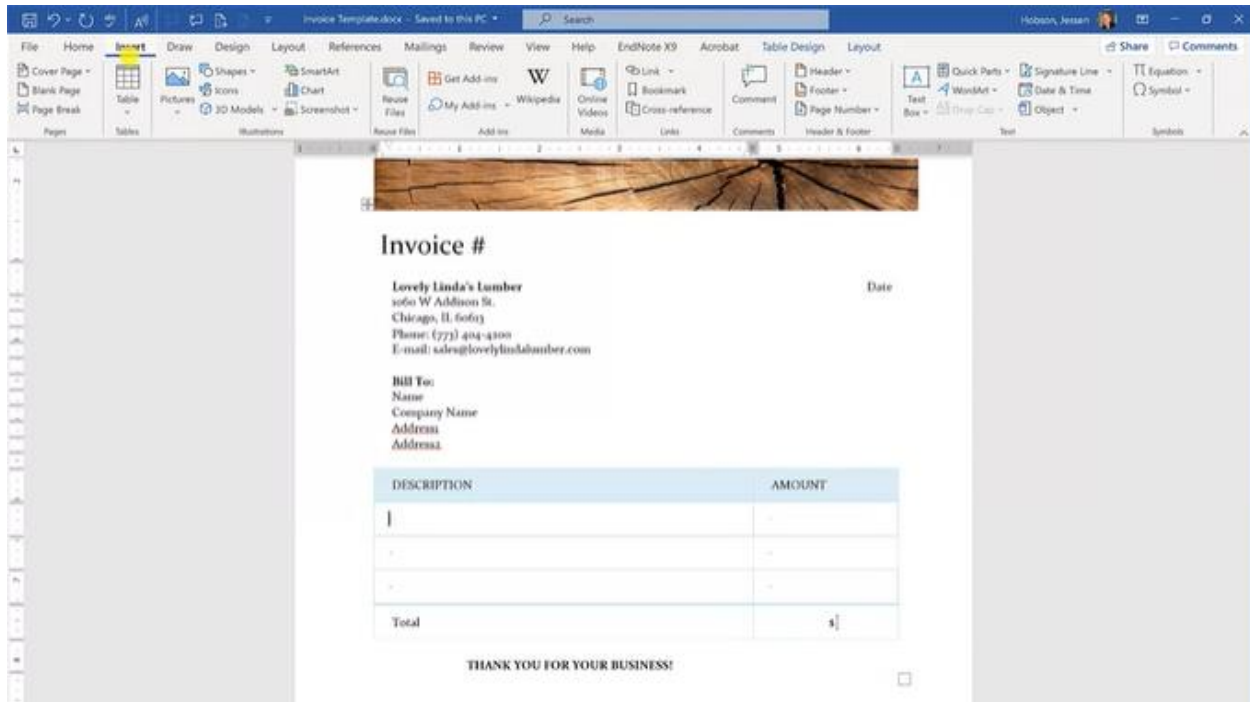 Invoice Template.docx - Saved to this PC
Search
Hobson, Jessen
File Home Insert Draw Design Layout References Mailings Review View Help EndNote X9 Acrobat Table Design Layout Share Comments
Cover Page
Blank Page
Page Break
Pages
Table
Tables
Pictures
Shapes
Icons
3D Models
SmartArt
Chart
Screenshot
Illustrations
Reuse Files
Reuse Files
Get Add-ins
My Add-ins
W
Wikipedia
Add-ins
Online Videos
Media
Link
Bookmark
Cross-reference
Links
Comment
Comments
Header
Footer
Page Number
Header & Footer
A
Text Box
Quick Parts
WordArt
Drop Cap
Signature Line
Date & Time
Object
Text
Equation
Symbol
Symbols
Invoice #
Lovely Linda's Lumber Date
1060 W Addison St.
Chicago, IL 60613
Phone: (773) 404-4200
E-mail: sales@lovelylindalumber.com
Bill To:
Name
Company Name
Address1
Address2
DESCRIPTION AMOUNT
Total $
THANK YOU FOR YOUR BUSINESS!